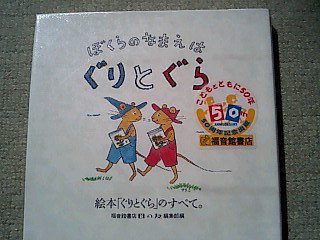 ぼくらのなまえは
ぐりとぐら
こどもとともに50年
50
ANNIVERSARY
福音館書店
絵本「ぐりとぐら」のすべて。
福音館書店 母の友 編集部編